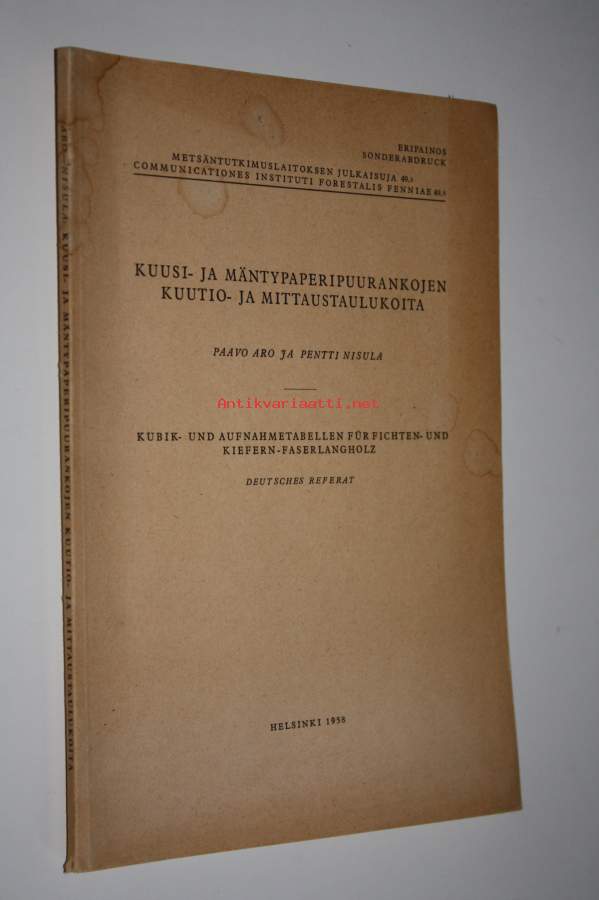 ERIPAINOS
SONDERABDRUCK
METSÄNTUTKIMUSLAITOKSEN JULKAISUJA 49,3
COMMUNICATIONES INSTITUTI FORESTALIS FENNIAE 49,3
KUUSI- JA MÄNTYPAPERIPUURANKOJEN
KUUTIO- JA MITTAUSTAULUKOITA
PAAVO ARO JA PENTTI NISULA
Antikvariaatti.net
KUBIK- UND AUFNAHMETABELLEN FÜR FICHTEN- UND
KIEFERN-FASERLANGHOLZ
DEUTSCHES REFERAT
HELSINKI 1958
ARO, NISULA: KUUSI- JA MÄNTYPAPERIPUURANKOJEN KUUTIO- JA MITTAUSTAULUKOITA